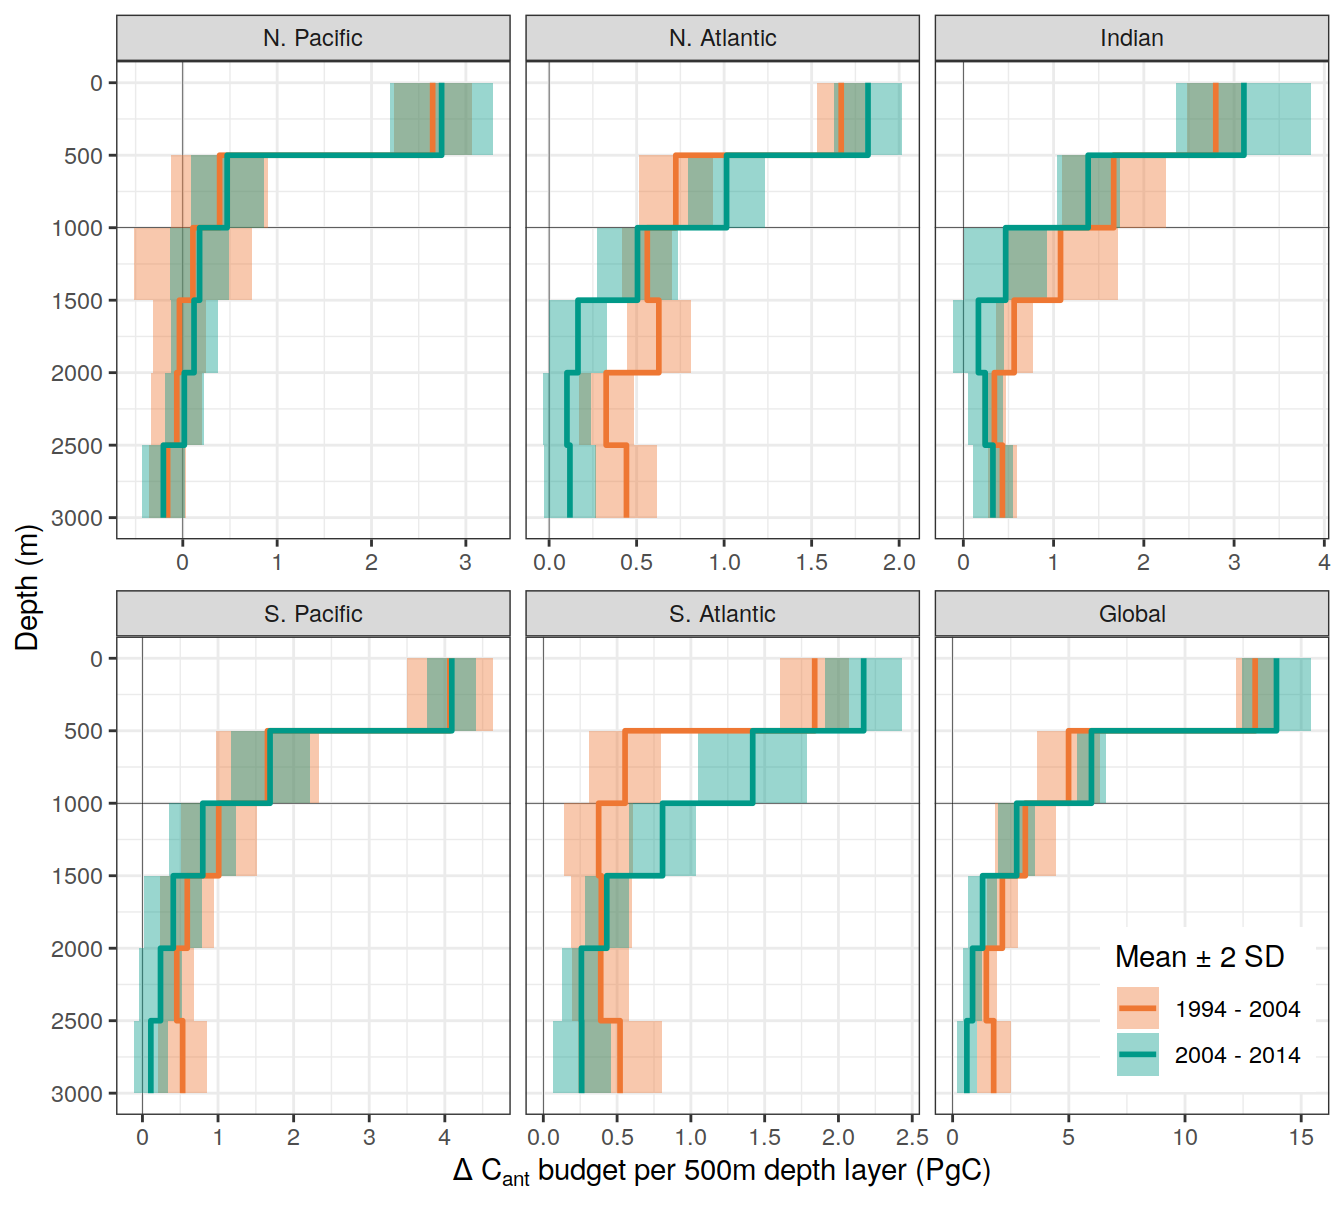 N. Pacific N. Atlantic Indian
0
500
1000
1500
2000
2500
3000
0 1 2 3 0.0 0.5 1.0 1.5 2.0 0 1 2 3 4
S. Pacific S. Atlantic Global
0
500
1000
1500
2000
2500
3000
0 1 2 3 4 0.0 0.5 1.0 1.5 2.0 2.5 0 5 10 15
Depth (m)
Mean ± 2 SD
1994 - 2004
2004 - 2014
Δ Cant budget per 500m depth layer (PgC)